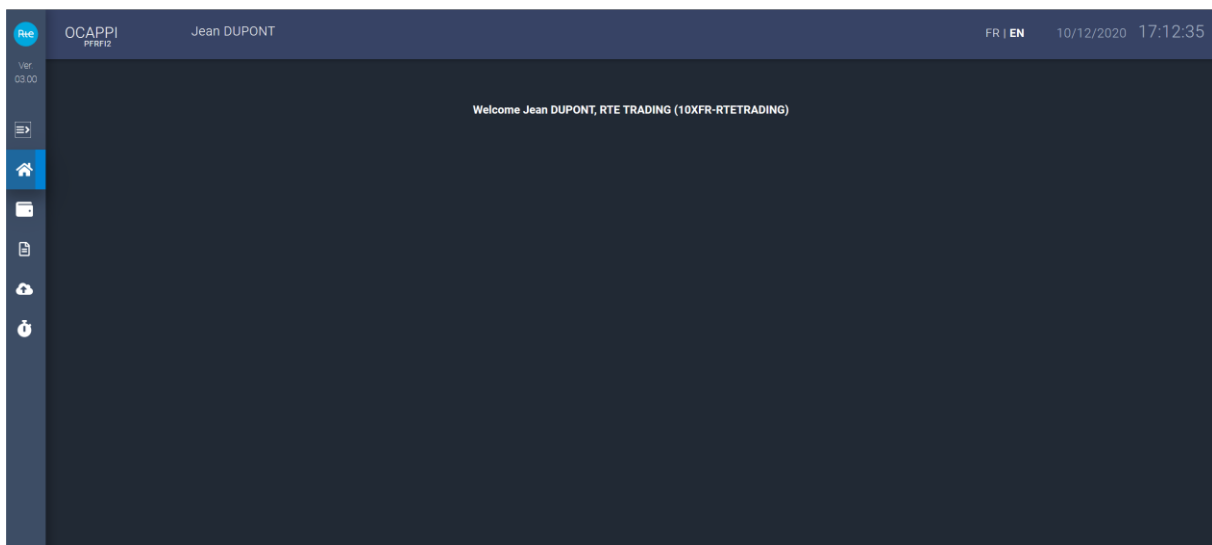 Rte
OCAPPI
PFRFI2
Jean DUPONT
FR | EN
10/12/2020 17:12:35
Ver.
03.00
Welcome Jean DUPONT, RTE TRADING (10XFR-RTETRADING)